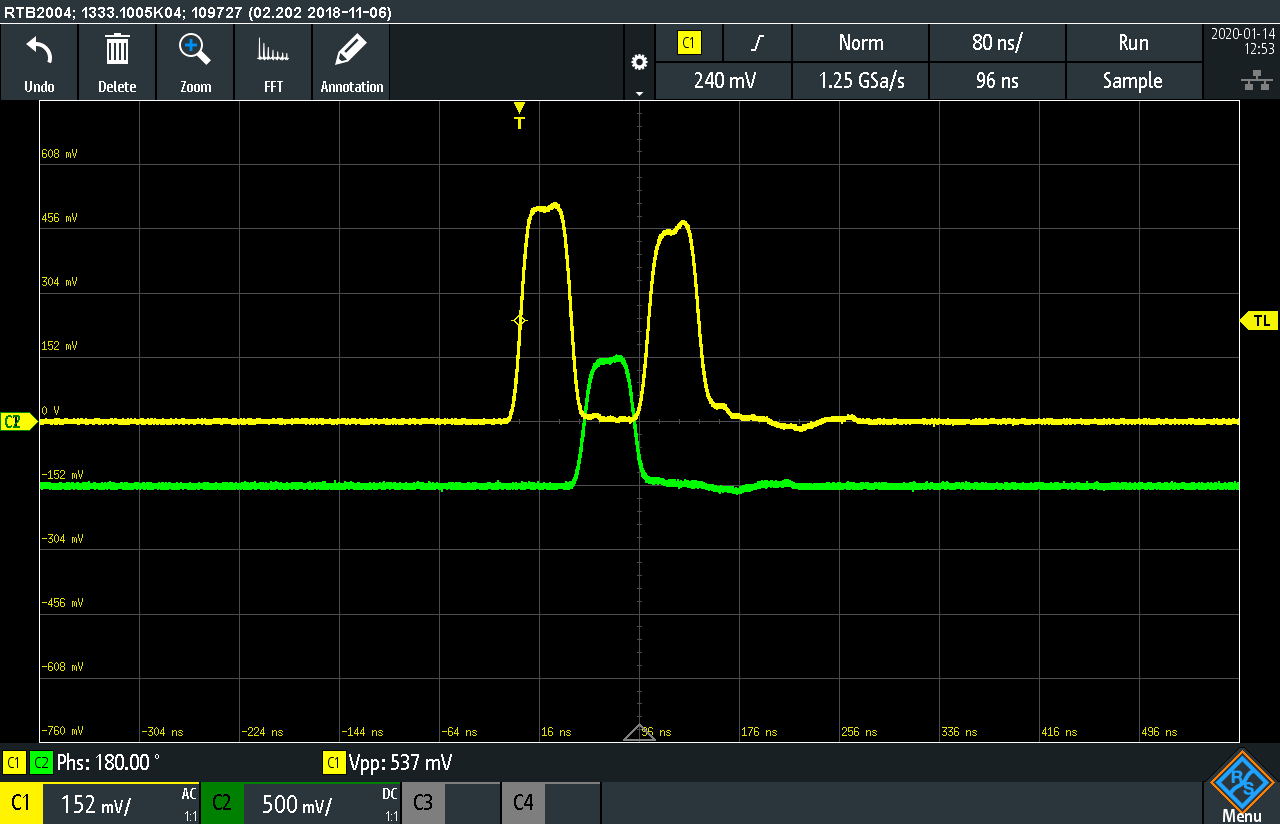 RTB2004; 1333.1005K04; 109727 (02.202 2018-11-06)
Undo Delete Zoom FFT Annotation
C1 Norm 80 ns/ Run
240 mV 1.25 GSa/s 96 ns Sample
2020-01-14
12:53
T
608 mV
456 mV
304 mV
TL
152 mV
0 V
-152 mV
-304 mV
-456 mV
-608 mV
-760 mV
-304 ns -224 ns -144 ns -64 ns 16 ns 96 ns 176 ns 256 ns 336 ns 416 ns 496 ns
C1 C2 Phs: 180.00 ° C1 Vpp: 537 mV
C1 152 mV/ AC 1:1 C2 500 mV/ DC 1:1 C3 C4
R S
Menu